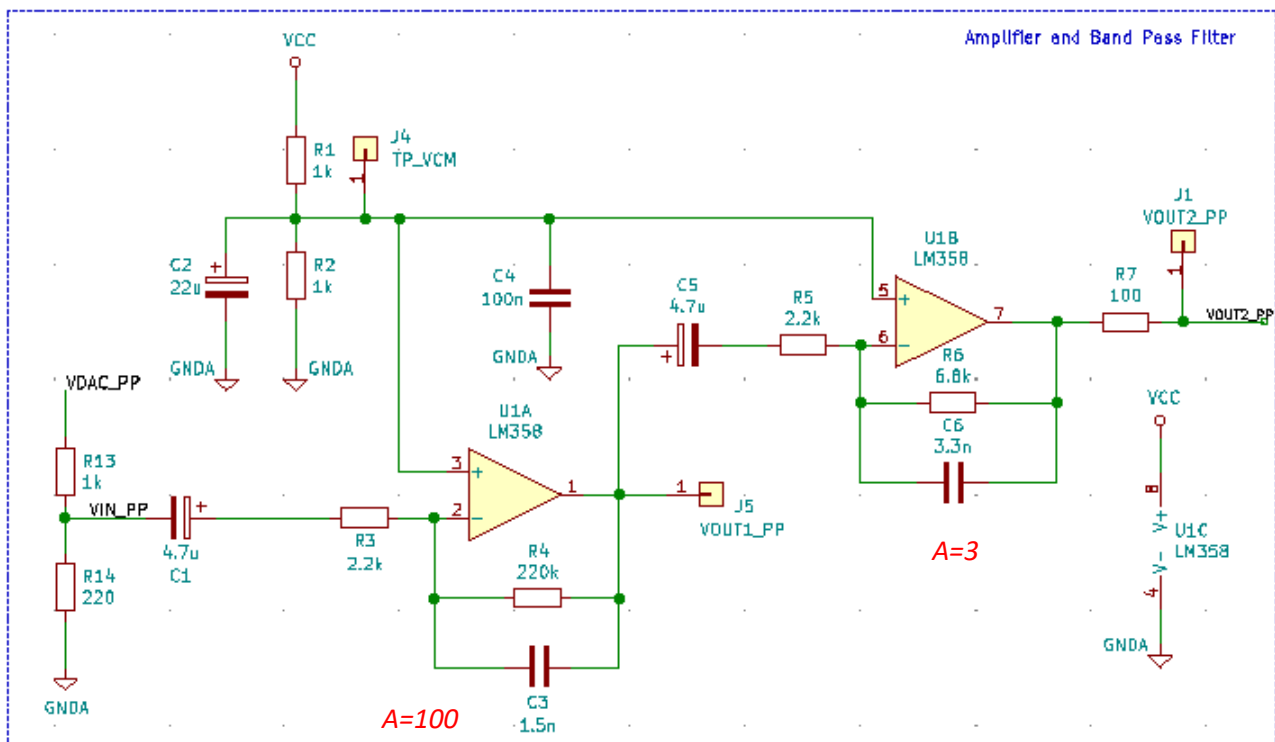 Amplifier and Band Pass Filter
VCC
R1
1k
J4
TP_VCM
1
C2
22u
+
R2
1k
GNDA
GNDA
C4
100n
GNDA
C5
4.7u
+
R5
2.2k
U1B
LM358
5
+
6
−
7
R6
6.8k
C6
3.3n
R7
100
J1
VOUT2_PP
1
VOUT2_PP
VDAC_PP
R13
1k
VIN_PP
R14
220
GNDA
+
4.7u
C1
R3
2.2k
U1A
LM358
3
+
2
−
1
R4
220k
C3
1.5n
1
J5
VOUT1_PP
A=100
A=3
VCC
8
V+
U1C
LM358
V-
4
GNDA